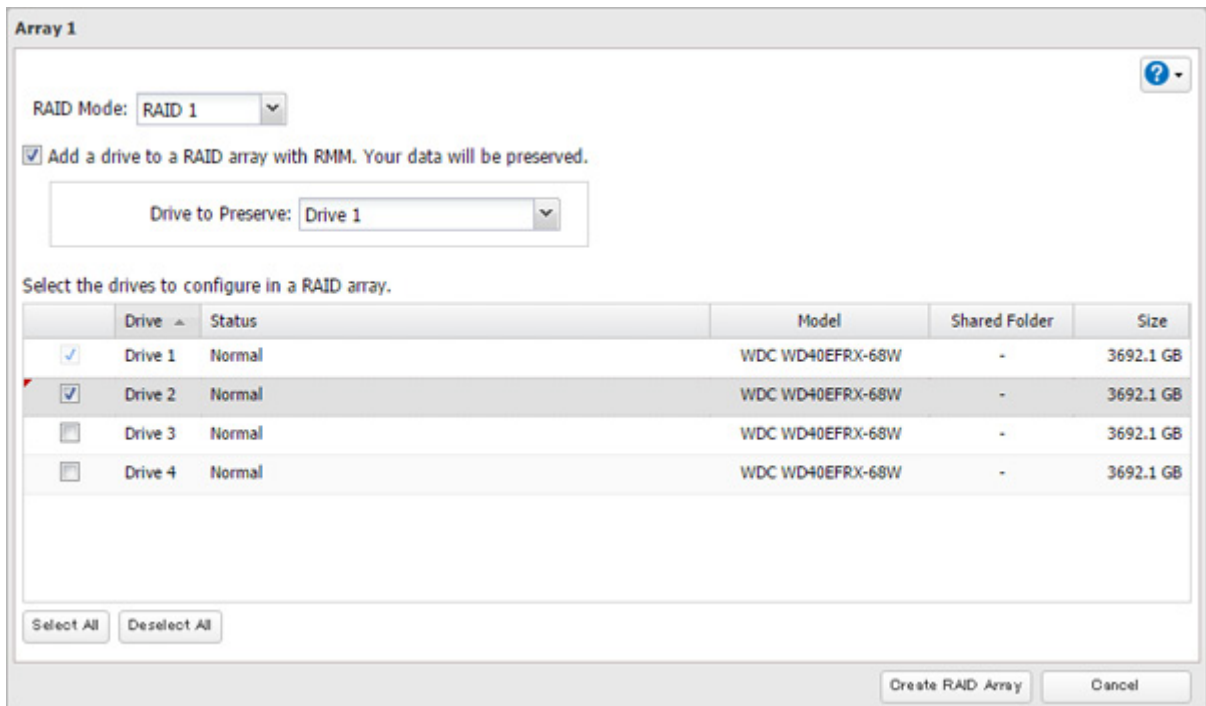 Array 1
RAID Mode: RAID 1
Add a drive to a RAID array with RMM. Your data will be preserved.
Drive to Preserve: Drive 1
Select the drives to configure in a RAID array.
Drive Status Model Shared Folder Size
Drive 1 Normal WDC WD40EFRX-68W - 3692.1 GB
Drive 2 Normal WDC WD40EFRX-68W - 3692.1 GB
Drive 3 Normal WDC WD40EFRX-68W - 3692.1 GB
Drive 4 Normal WDC WD40EFRX-68W - 3692.1 GB
Select All Deselect All
Create RAID Array Cancel